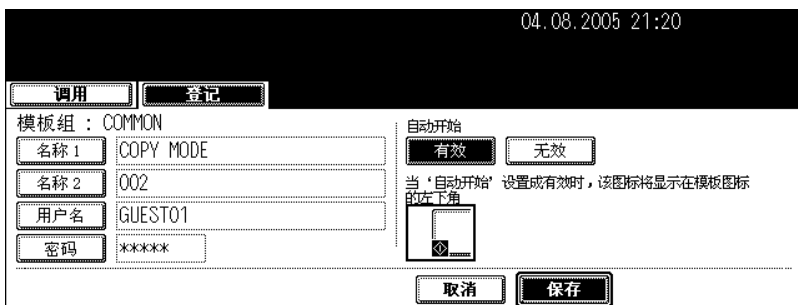 04.08.2005 21:20
调用 登记
模板组 : COMMON
名称 1 COPY MODE
名称 2 002
用户名 GUEST01
密码 *****
自动开始
有效 无效
当‘自动开始’设置成有效时，该图标将显示在模板图标
的左下角
取消 保存